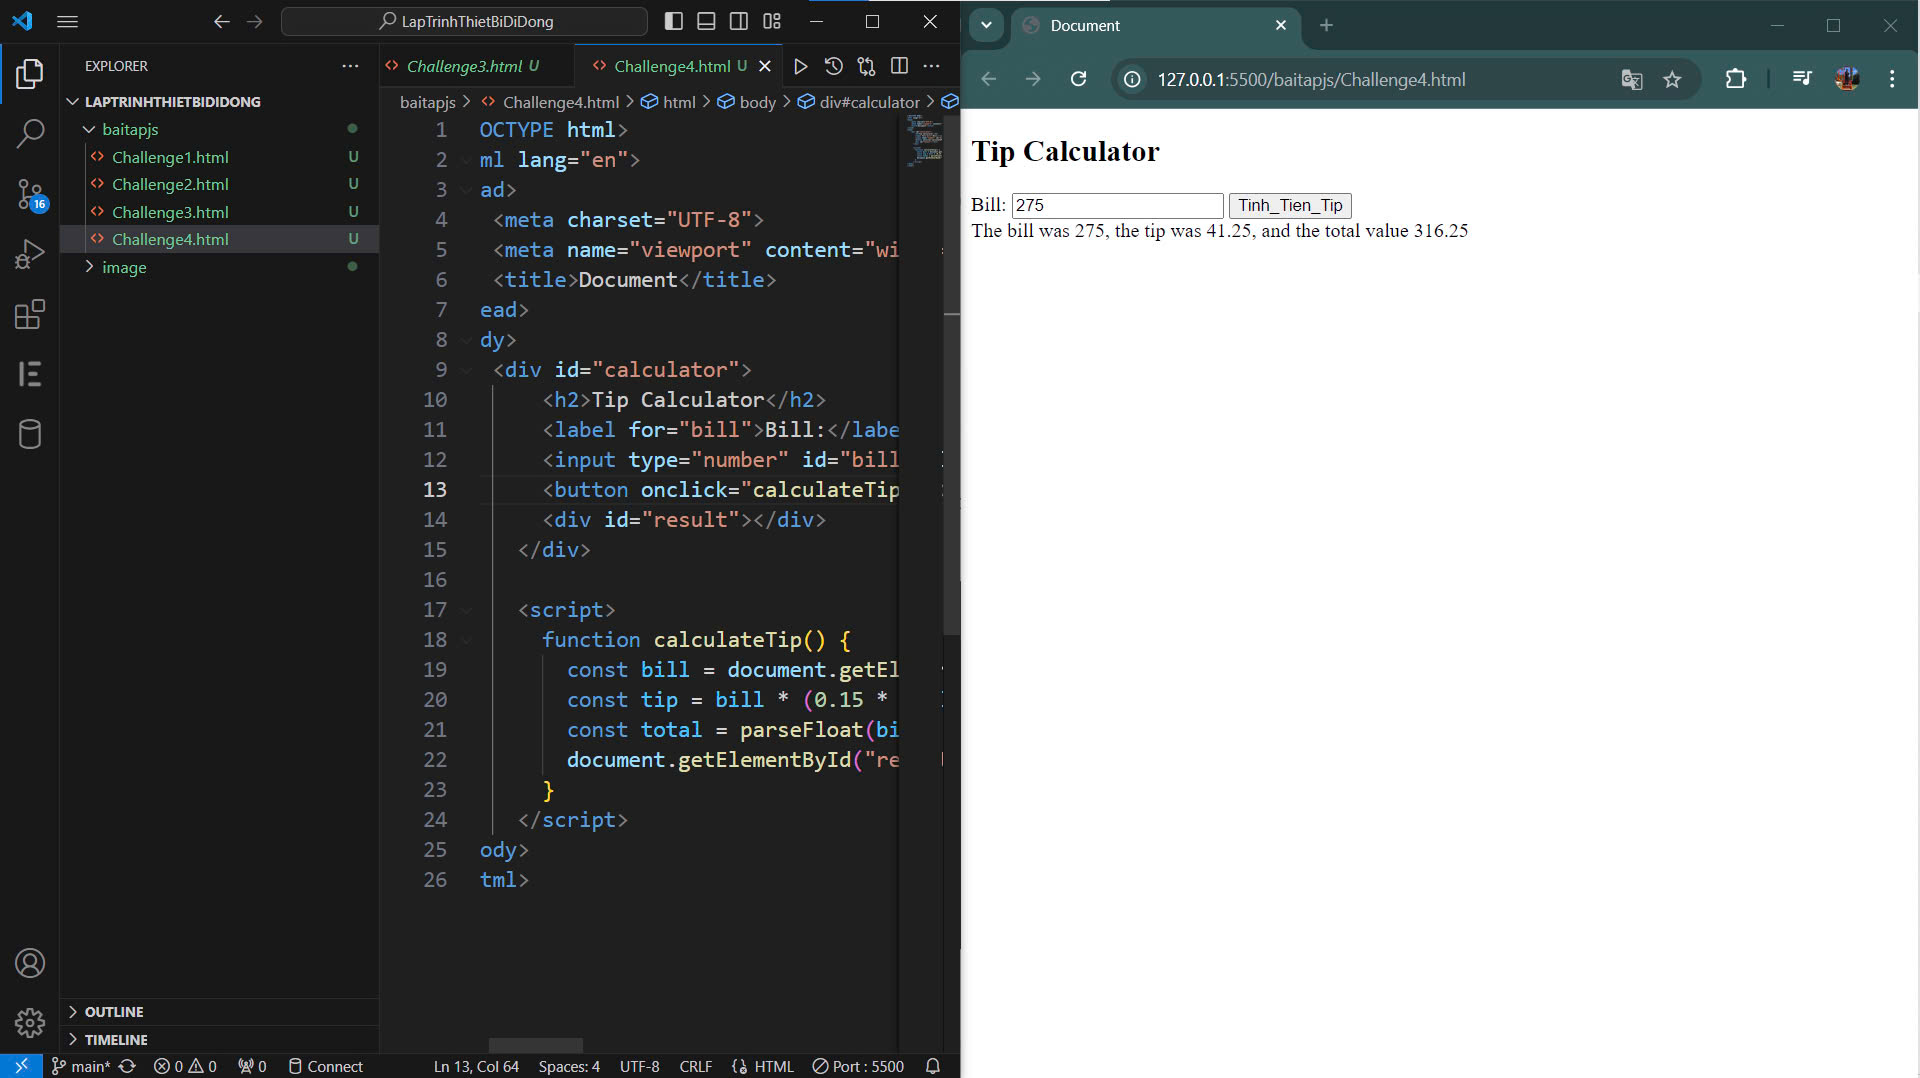 LapTrinhThietBiDiDong
EXPLORER
LAPTRINHTHIETBIDIDONG
baitapjs
Challenge1.html U
Challenge2.html U
Challenge3.html U
Challenge4.html U
image
16
OUTLINE
TIMELINE
Challenge3.html U
Challenge4.html U
baitapjs > Challenge4.html > html > body > div#calculator >
1 OCTYPE html>
2 ml lang="en">
3 ad>
4 <meta charset="UTF-8">
5 <meta name="viewport" content="wi
6 <title>Document</title>
7 ead>
8 dy>
9 <div id="calculator">
10 <h2>Tip Calculator</h2>
11 <label for="bill">Bill:</labe
12 <input type="number" id="bill
13 <button onclick="calculateTip
14 <div id="result"></div>
15 </div>
16
17 <script>
18 function calculateTip() {
19 const bill = document.getEl
20 const tip = bill * (0.15 *
21 const total = parseFloat(bi
22 document.getElementById("re
23 }
24 </script>
25 ody>
26 tml>
main* 0 0 0 Connect Ln 13, Col 64 Spaces: 4 UTF-8 CRLF HTML Port : 5500
Document
127.0.0.1:5500/baitapjs/Challenge4.html
Tip Calculator
Bill: 275 Tinh_Tien_Tip
The bill was 275, the tip was 41.25, and the total value 316.25